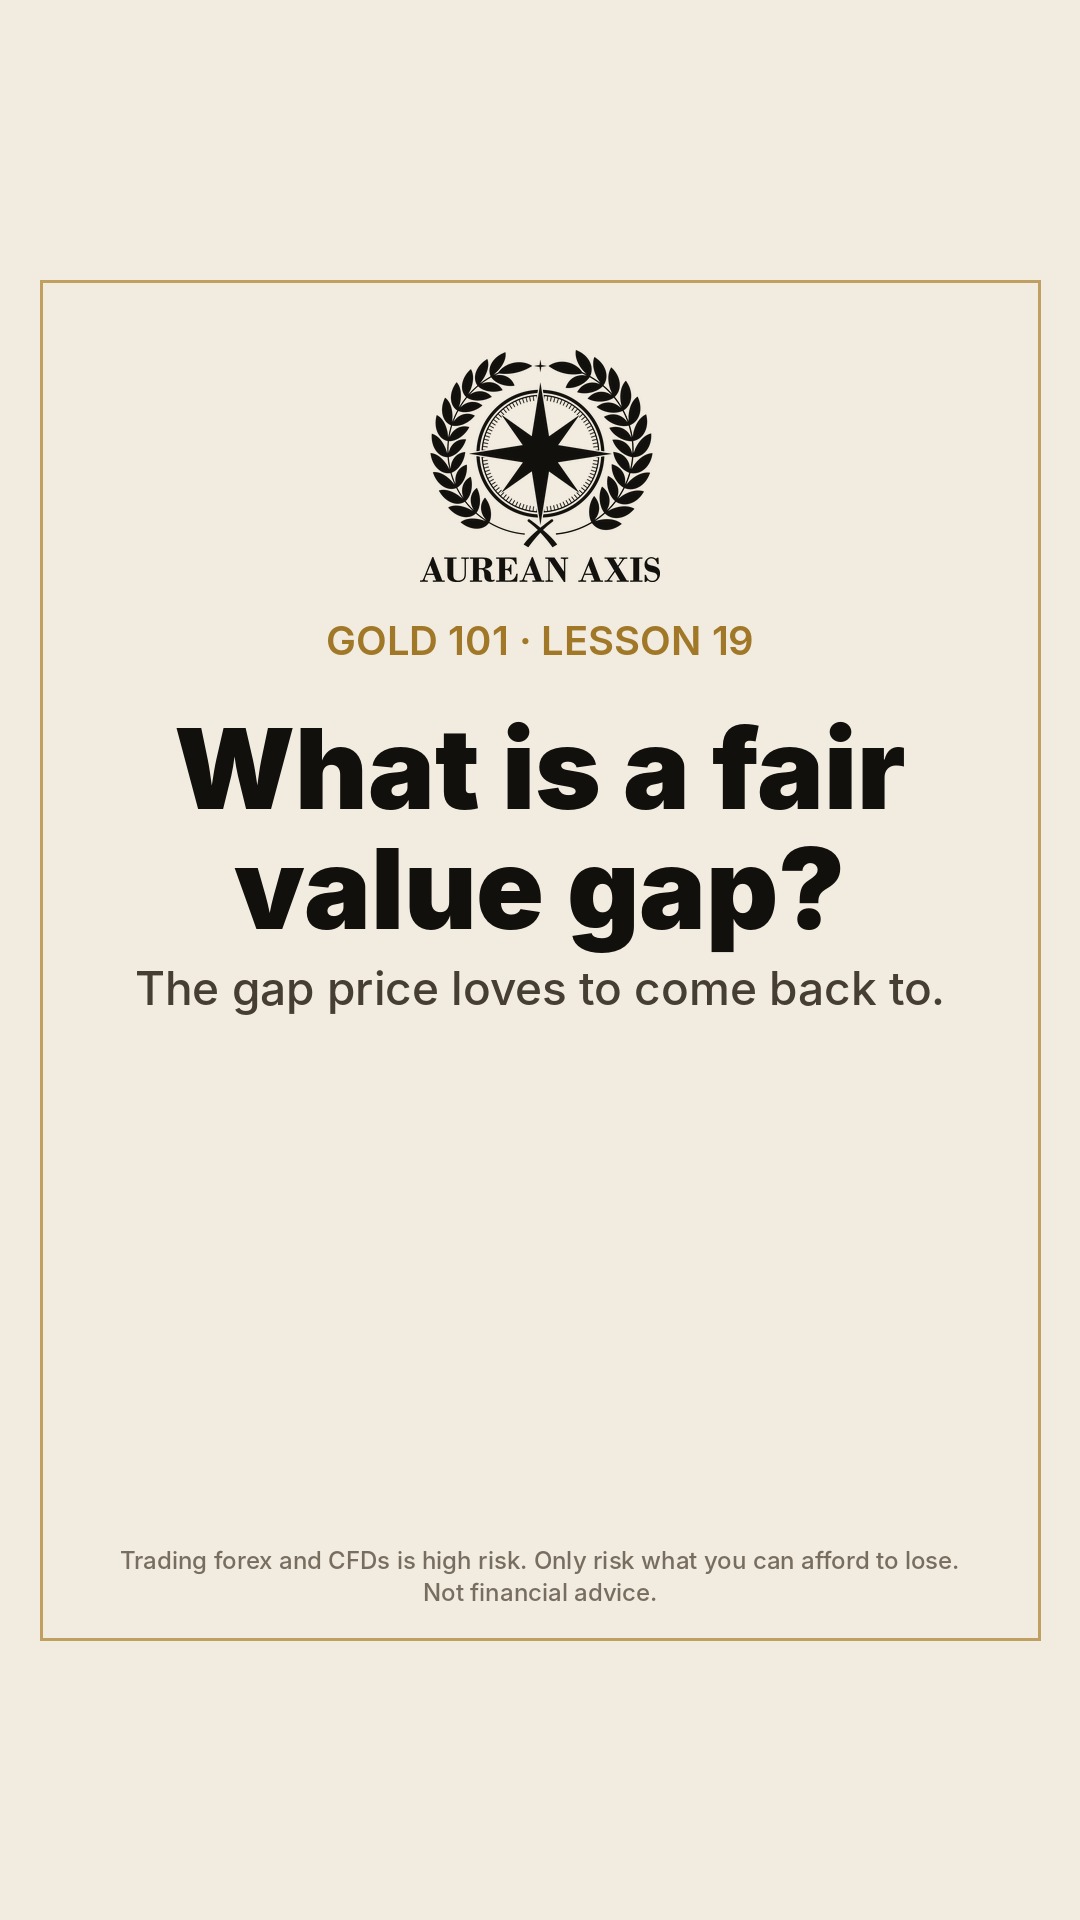 AUREAN AXIS
GOLD 101 · LESSON 19
What is a fair
value gap?
The gap price loves to come back to.
Trading forex and CFDs is high risk. Only risk what you can afford to lose.
Not financial advice.